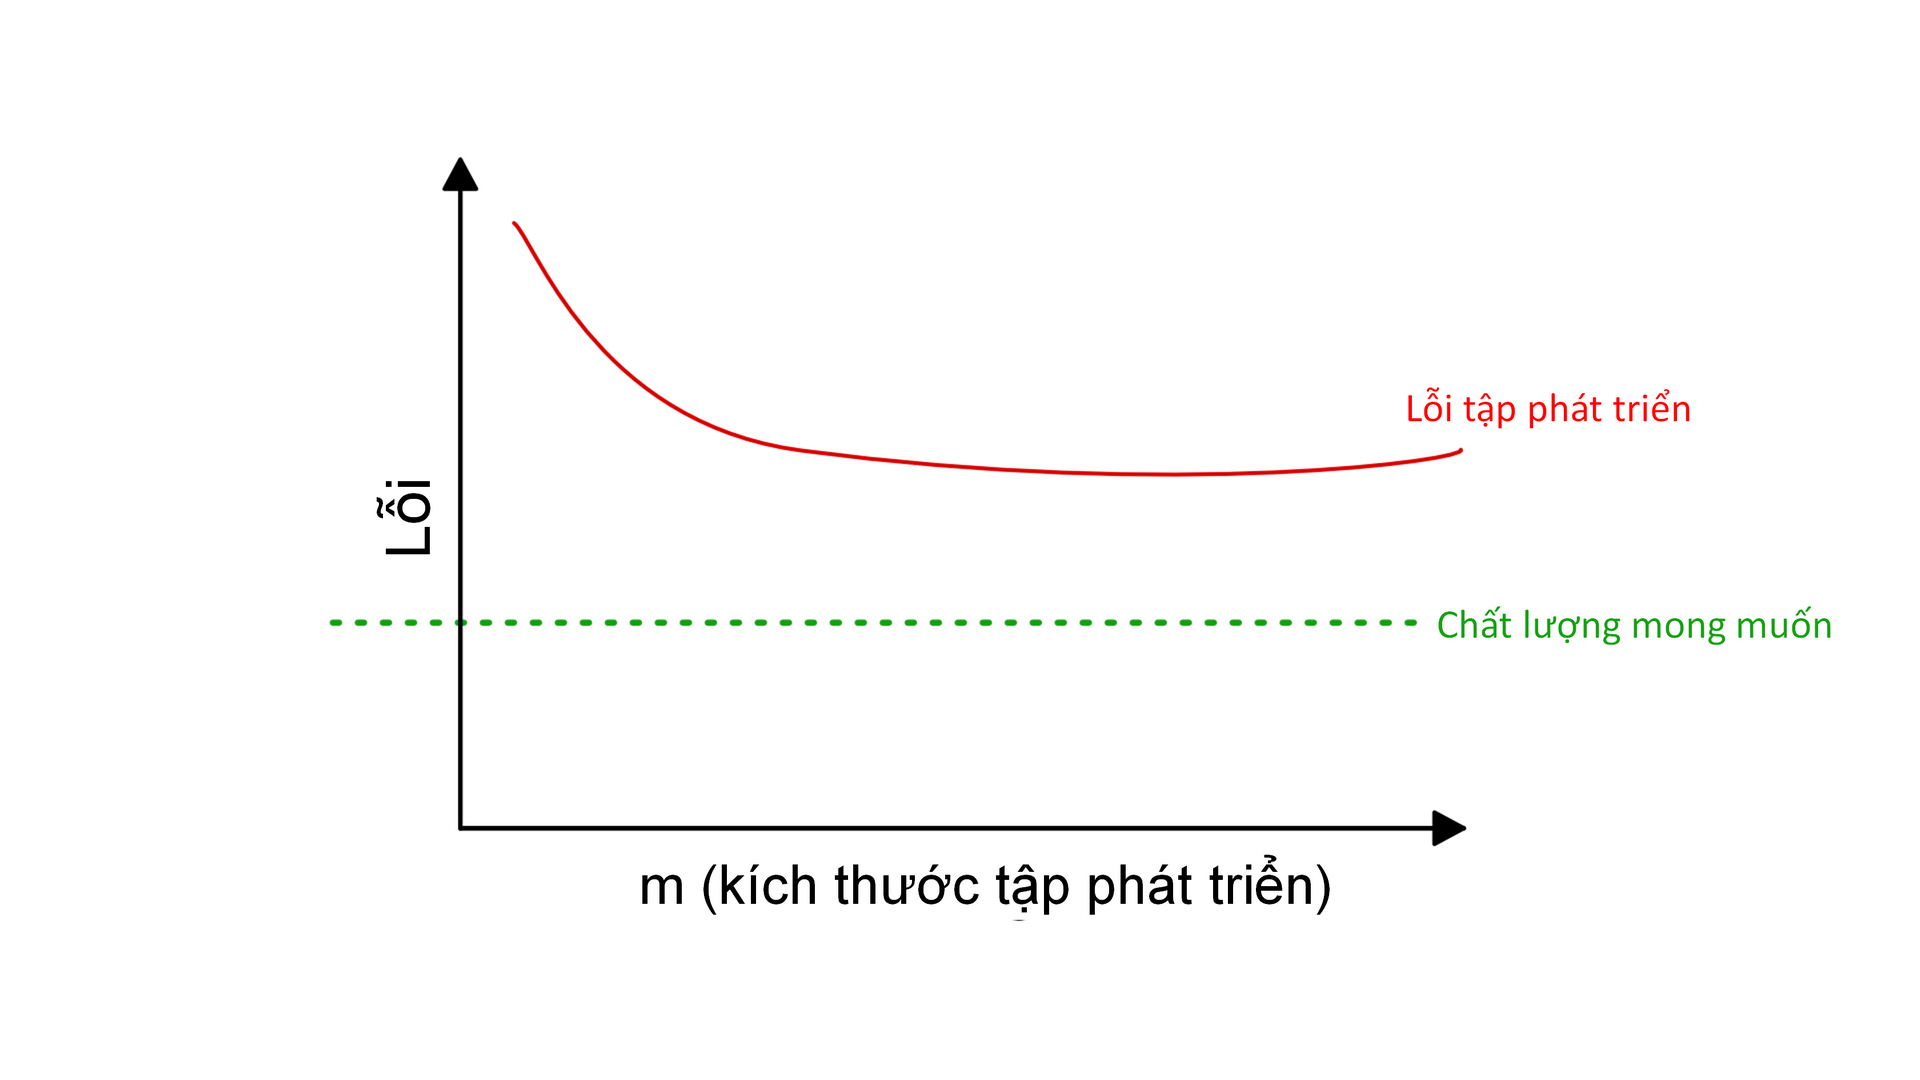 Lỗi tập phát triển
Lỗi
Chất lượng mong muốn
m (kích thước tập phát triển)